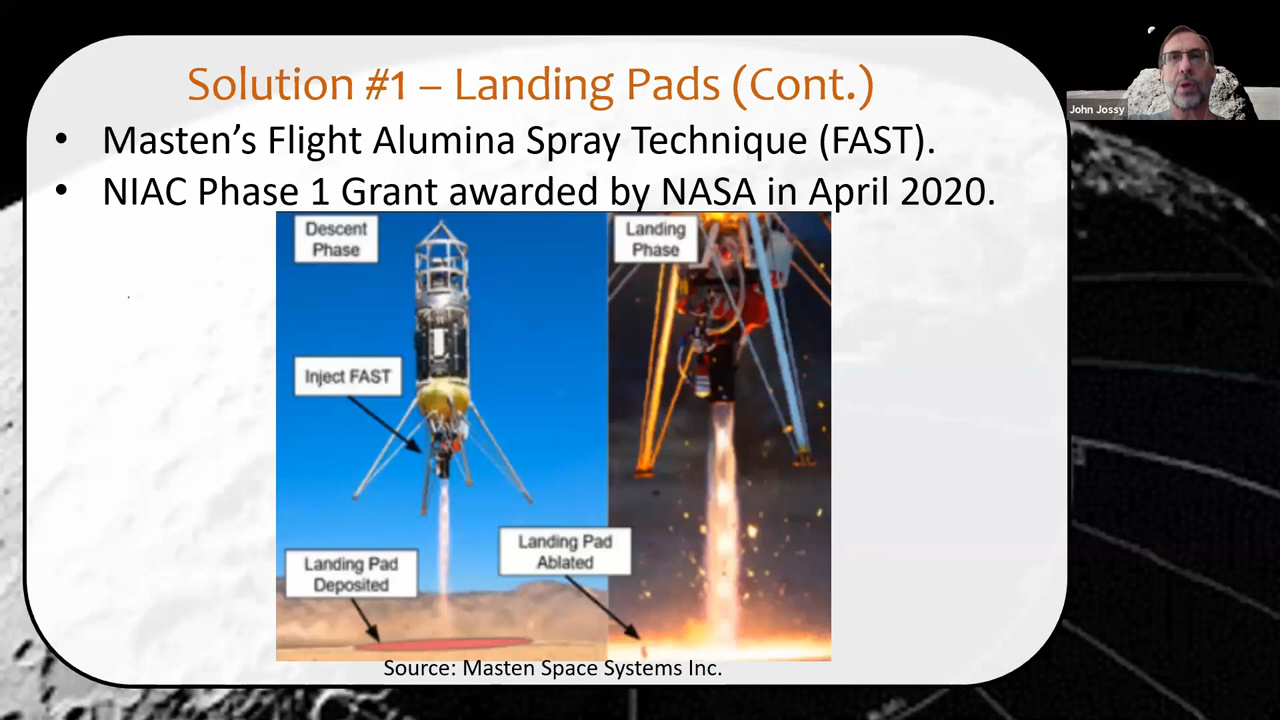 Solution #1 – Landing Pads (Cont.)
John Jossy
• Masten’s Flight Alumina Spray Technique (FAST).
• NIAC Phase 1 Grant awarded by NASA in April 2020.
Descent
Phase
Landing
Phase
Inject FAST
Landing Pad
Ablated
Landing Pad
Deposited
Source: Masten Space Systems Inc.